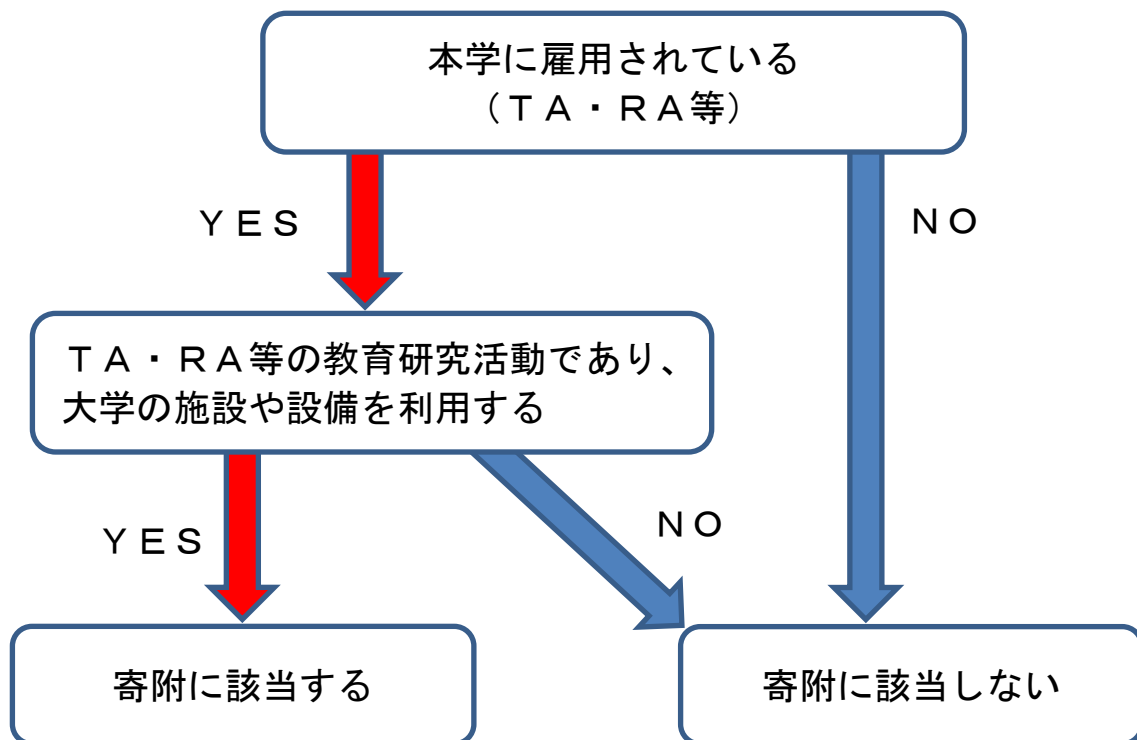 本学に雇用されている
（ＴＡ・ＲＡ等）
ＹＥＳ
ＮＯ
ＴＡ・ＲＡ等の教育研究活動であり、
大学の施設や設備を利用する
ＹＥＳ
ＮＯ
寄附に該当する
寄附に該当しない